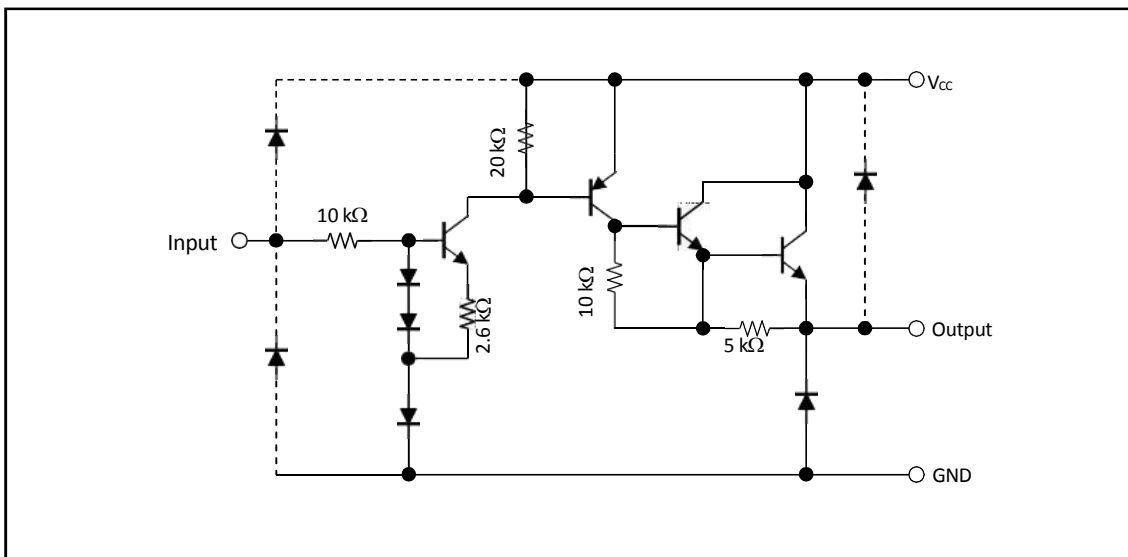 V_CC
20 kΩ
10 kΩ
Input
10 kΩ
2.6 kΩ
Output
5 kΩ
GND